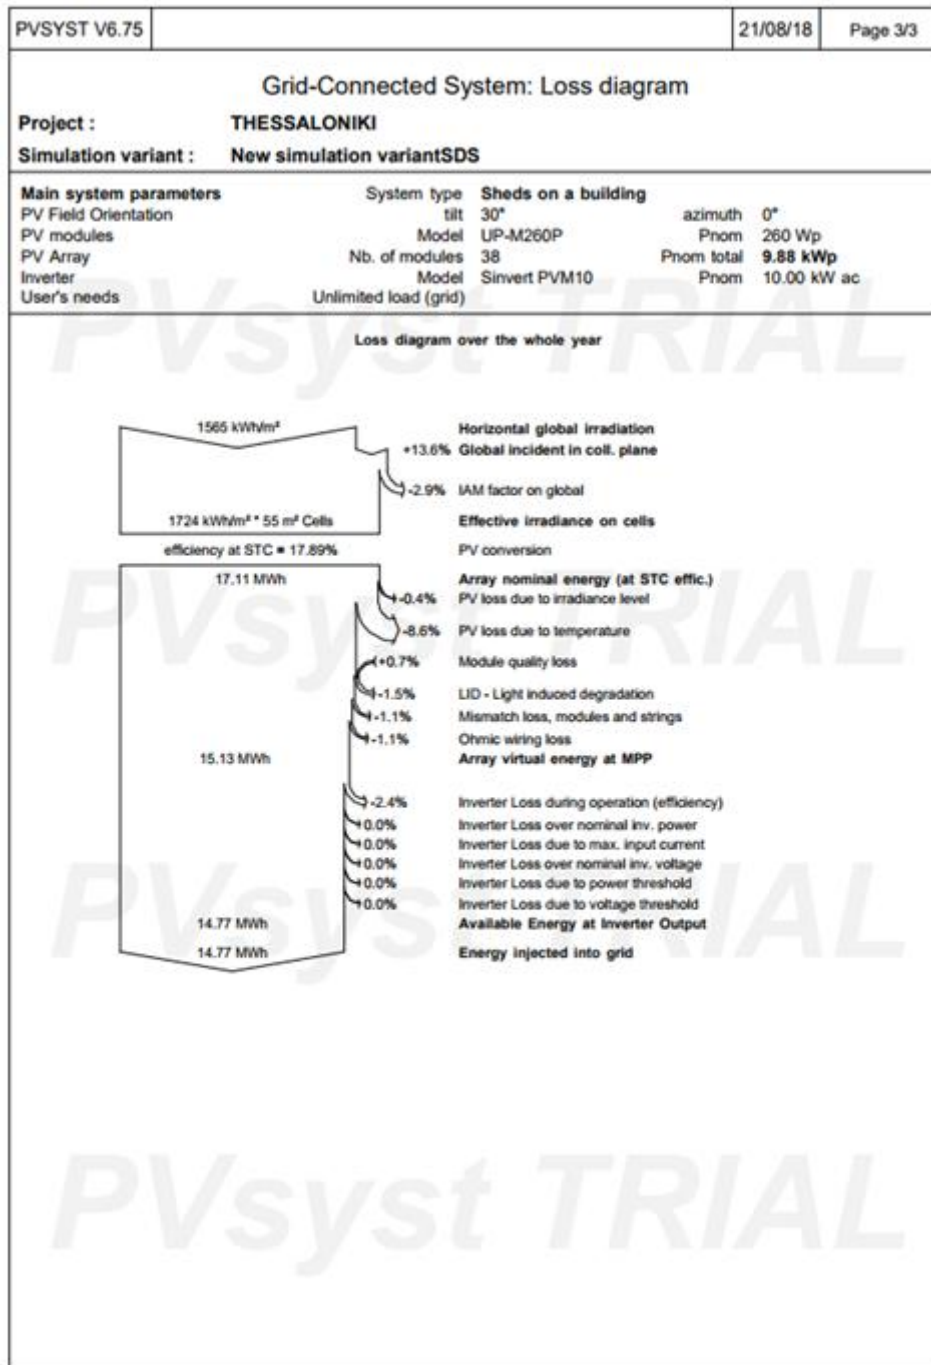 PVSYST V6.75 21/08/18 Page 3/3
Grid-Connected System: Loss diagram
Project : THESSALONIKI
Simulation variant : New simulation variantSDS
Main system parameters System type Sheds on a building
PV Field Orientation tilt 30° azimuth 0°
PV modules Model UP-M260P Pnom 260 Wp
PV Array Nb. of modules 38 Pnom total 9.88 kWp
Inverter Model Sinvert PVM10 Pnom 10.00 kW ac
User's needs Unlimited load (grid)
PVsyst TRIAL
Loss diagram over the whole year
1565 kWh/m² Horizontal global irradiation
+13.6% Global incident in coll. plane
-2.9% IAM factor on global
1724 kWh/m² * 55 m² Cells Effective irradiance on cells
efficiency at STC = 17.89% PV conversion
17.11 MWh Array nominal energy (at STC effic.)
-0.4% PV loss due to irradiance level
PVsyst TRIAL
-8.6% PV loss due to temperature
+0.7% Module quality loss
-1.5% LID - Light induced degradation
-1.1% Mismatch loss, modules and strings
-1.1% Ohmic wiring loss
15.13 MWh Array virtual energy at MPP
-2.4% Inverter Loss during operation (efficiency)
0.0% Inverter Loss over nominal inv. power
0.0% Inverter Loss due to max. input current
0.0% Inverter Loss over nominal inv. voltage
0.0% Inverter Loss due to power threshold
0.0% Inverter Loss due to voltage threshold
PVsyst TRIAL
14.77 MWh Available Energy at Inverter Output
14.77 MWh Energy injected into grid
PVsyst TRIAL